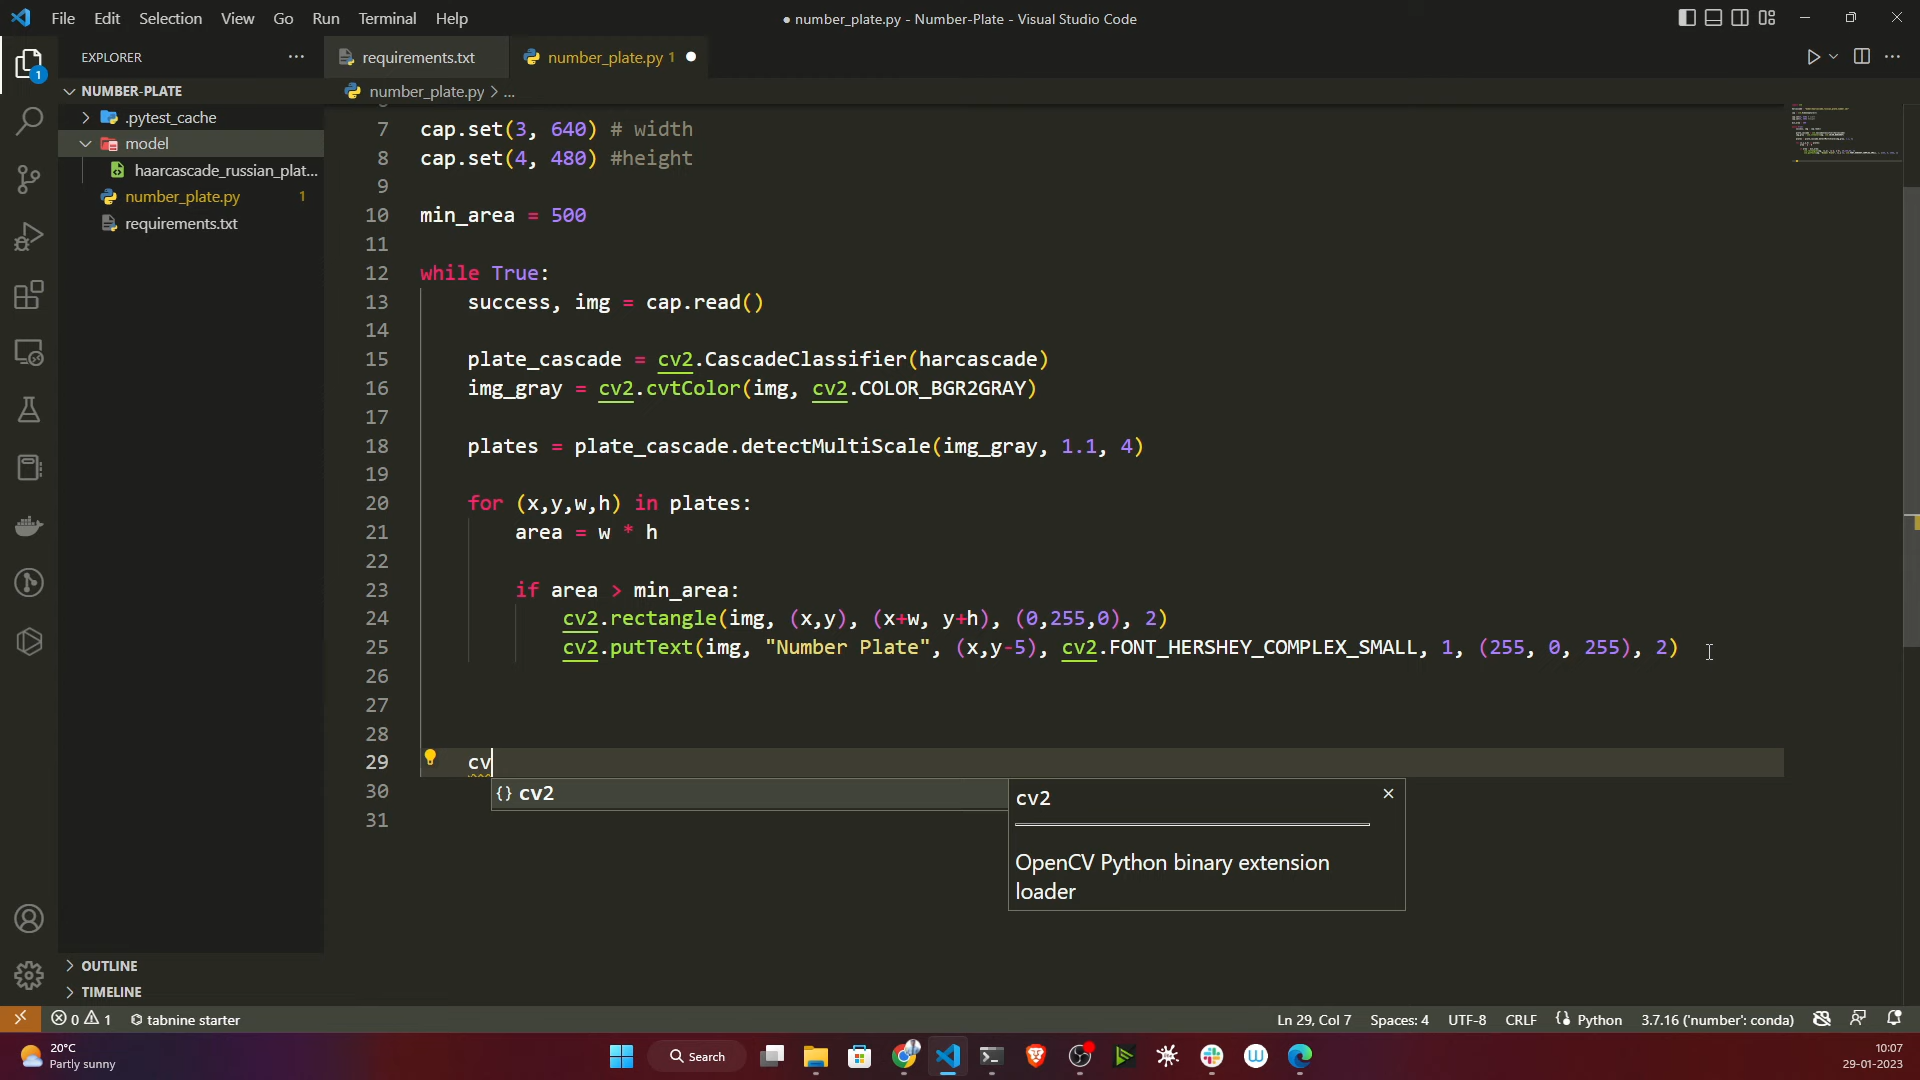 File Edit Selection View Go Run Terminal Help
● number_plate.py - Number-Plate - Visual Studio Code
EXPLORER
requirements.txt
number_plate.py 1
NUMBER-PLATE
number_plate.py > ...
1
.pytest_cache
model
haarcascade_russian_plat...
number_plate.py 1
requirements.txt
7 cap.set(3, 640) # width
8 cap.set(4, 480) #height
9
10 min_area = 500
11
12 while True:
13 success, img = cap.read()
14
15 plate_cascade = cv2.CascadeClassifier(harcascade)
16 img_gray = cv2.cvtColor(img, cv2.COLOR_BGR2GRAY)
17
18 plates = plate_cascade.detectMultiScale(img_gray, 1.1, 4)
19
20 for (x,y,w,h) in plates:
21 area = w * h
22
23 if area > min_area:
24 cv2.rectangle(img, (x,y), (x+w, y+h), (0,255,0), 2)
25 cv2.putText(img, "Number Plate", (x,y-5), cv2.FONT_HERSHEY_COMPLEX_SMALL, 1, (255, 0, 255), 2)
26
27
28
29 cv
30
31
{} cv2
cv2
OpenCV Python binary extension
loader
OUTLINE
TIMELINE
0 1 tabnine starter
Ln 29, Col 7 Spaces: 4 UTF-8 CRLF Python 3.7.16 ('number': conda)
20°C
Partly sunny
Search
10:07
29-01-2023